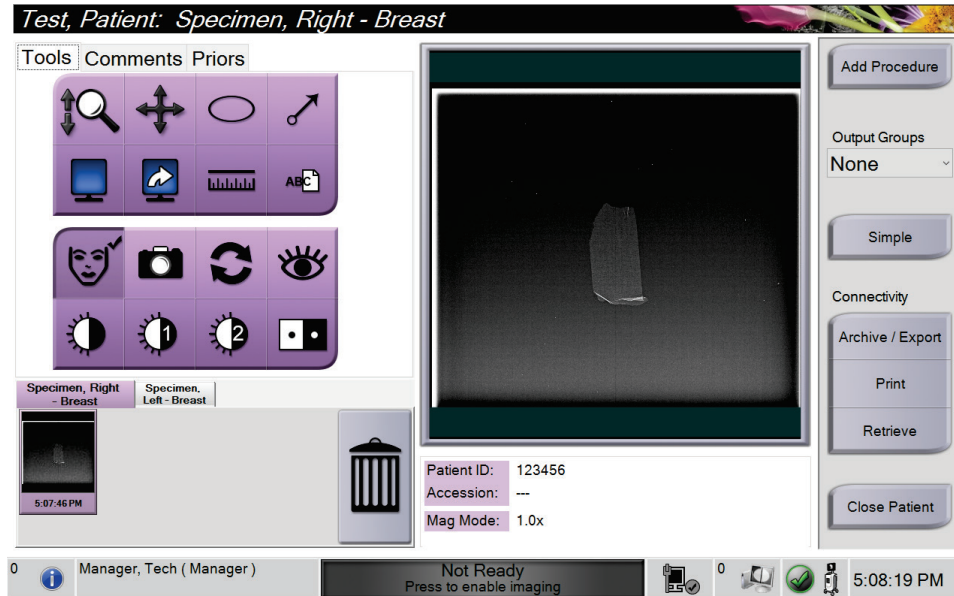 Test, Patient:  Specimen, Right - Breast
Tools Comments Priors
ABC
1 2
Specimen, Right
- Breast
Specimen,
Left - Breast
5:07:46 PM
Patient ID: 123456
Accession: ---
Mag Mode: 1.0x
Add Procedure
Output Groups
None
Simple
Connectivity
Archive / Export
Print
Retrieve
Close Patient
0
Manager, Tech ( Manager )
Not Ready
Press to enable imaging
0
5:08:19 PM